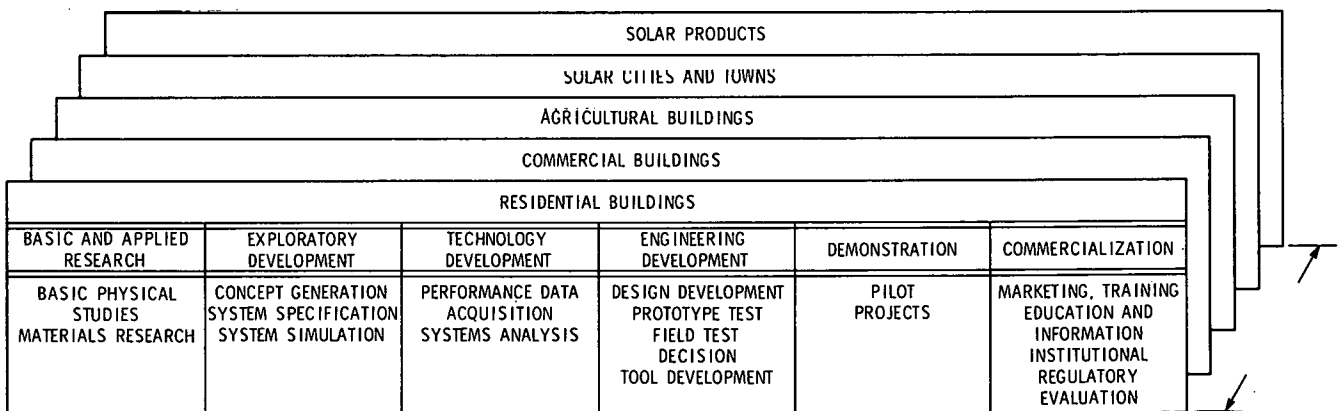 SOLAR PRODUCTS
SOLAR CITIES AND TOWNS
AGRICULTURAL BUILDINGS
COMMERCIAL BUILDINGS
RESIDENTIAL BUILDINGS
BASIC AND APPLIED
RESEARCH
EXPLORATORY
DEVELOPMENT
TECHNOLOGY
DEVELOPMENT
ENGINEERING
DEVELOPMENT
DEMONSTRATION
COMMERCIALIZATION
BASIC PHYSICAL
STUDIES
MATERIALS RESEARCH
CONCEPT GENERATION
SYSTEM SPECIFICATION
SYSTEM SIMULATION
PERFORMANCE DATA
ACQUISITION
SYSTEMS ANALYSIS
DESIGN DEVELOPMENT
PROTOTYPE TEST
FIELD TEST
DECISION
TOOL DEVELOPMENT
PILOT
PROJECTS
MARKETING, TRAINING
EDUCATION AND
INFORMATION
INSTITUTIONAL
REGULATORY
EVALUATION